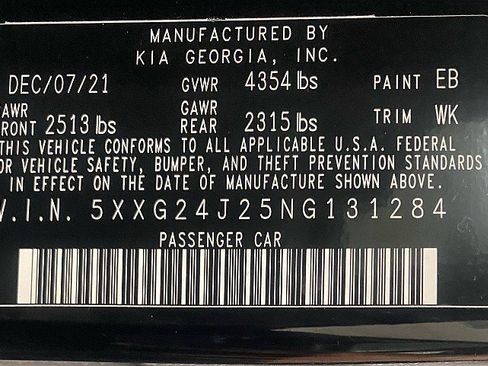 MANUFACTURED BY
KIA GEORGIA, INC.
DEC/07/21 GVWR 4354 lbs PAINT EB
GAWR GAWR
FRONT 2513 lbs REAR 2315 lbs TRIM WK
THIS VEHICLE CONFORMS TO ALL APPLICABLE U.S.A. FEDERAL
OR VEHICLE SAFETY, BUMPER, AND THEFT PREVENTION STANDARDS
IN EFFECT ON THE DATE OF MANUFACTURE SHOWN ABOVE.
V.I.N. 5XXG24J25NG131284
PASSENGER CAR